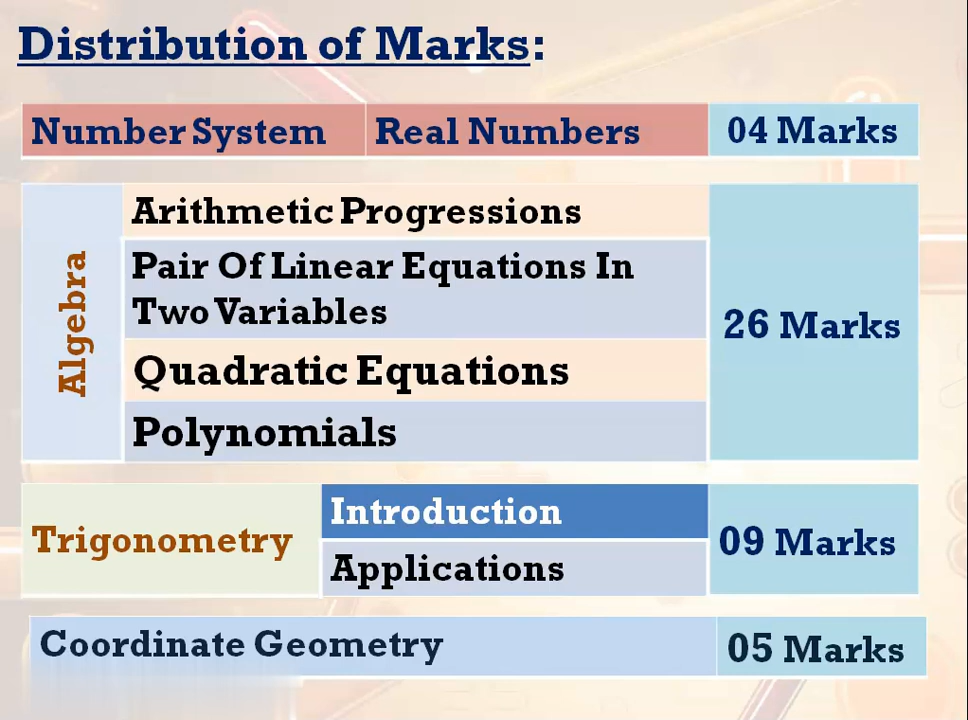 Distribution of Marks:
Number System Real Numbers 04 Marks
Algebra
Arithmetic Progressions
Pair Of Linear Equations In
Two Variables
Quadratic Equations
Polynomials
26 Marks
Trigonometry
Introduction
Applications
09 Marks
Coordinate Geometry 05 Marks